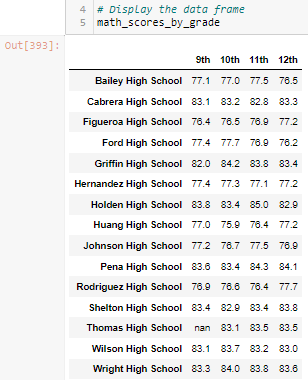 4 # Display the data frame
5 math_scores_by_grade
Out[393]:
9th 10th 11th 12th
Bailey High School 77.1 77.0 77.5 76.5
Cabrera High School 83.1 83.2 82.8 83.3
Figueroa High School 76.4 76.5 76.9 77.2
Ford High School 77.4 77.7 76.9 76.2
Griffin High School 82.0 84.2 83.8 83.4
Hernandez High School 77.4 77.3 77.1 77.2
Holden High School 83.8 83.4 85.0 82.9
Huang High School 77.0 75.9 76.4 77.2
Johnson High School 77.2 76.7 77.5 76.9
Pena High School 83.6 83.4 84.3 84.1
Rodriguez High School 76.9 76.6 76.4 77.7
Shelton High School 83.4 82.9 83.4 83.8
Thomas High School nan 83.1 83.5 83.5
Wilson High School 83.1 83.7 83.2 83.0
Wright High School 83.3 84.0 83.8 83.6